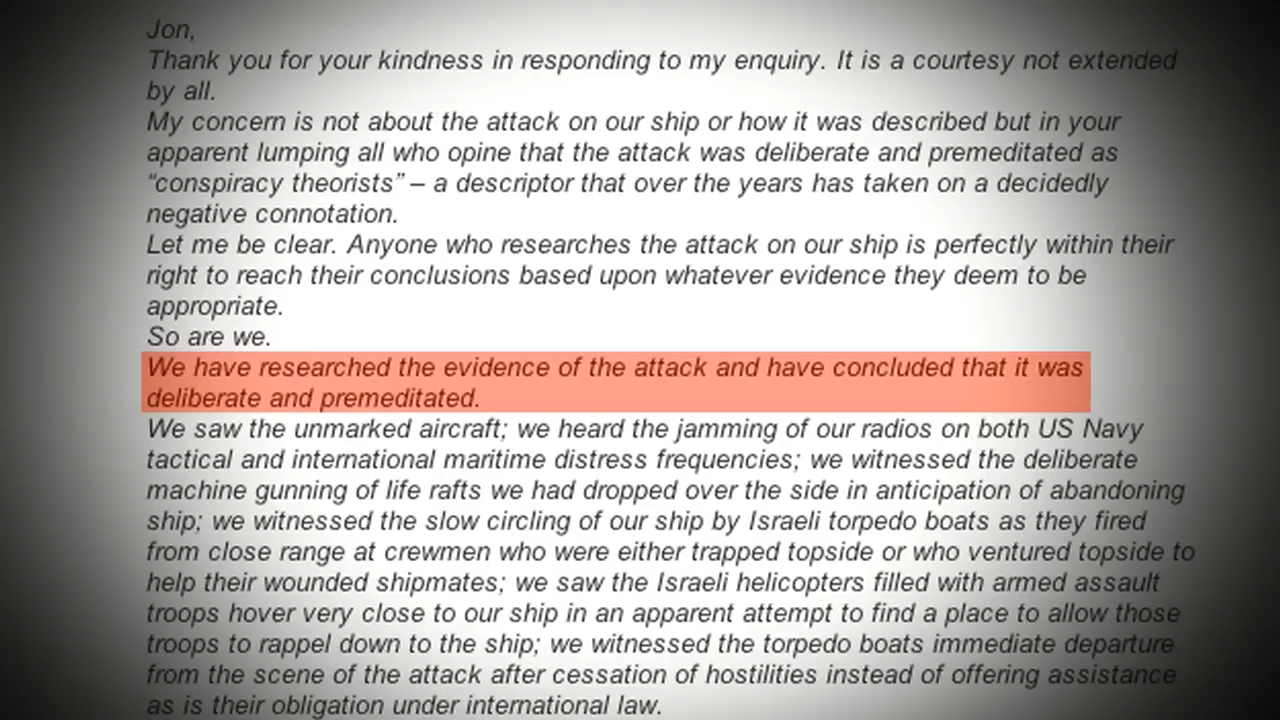 Jon,
Thank you for your kindness in responding to my enquiry. It is a courtesy not extended
by all.
My concern is not about the attack on our ship or how it was described but in your
apparent lumping all who opine that the attack was deliberate and premeditated as
“conspiracy theorists” – a descriptor that over the years has taken on a decidedly
negative connotation.
Let me be clear. Anyone who researches the attack on our ship is perfectly within their
right to reach their conclusions based upon whatever evidence they deem to be
appropriate.
So are we.
We have researched the evidence of the attack and have concluded that it was
deliberate and premeditated.
We saw the unmarked aircraft; we heard the jamming of our radios on both US Navy
tactical and international maritime distress frequencies; we witnessed the deliberate
machine gunning of life rafts we had dropped over the side in anticipation of abandoning
ship; we witnessed the slow circling of our ship by Israeli torpedo boats as they fired
from close range at crewmen who were either trapped topside or who ventured topside to
help their wounded shipmates; we saw the Israeli helicopters filled with armed assault
troops hover very close to our ship in an apparent attempt to find a place to allow those
troops to rappel down to the ship; we witnessed the torpedo boats immediate departure
from the scene of the attack after cessation of hostilities instead of offering assistance
as is their obligation under international law.